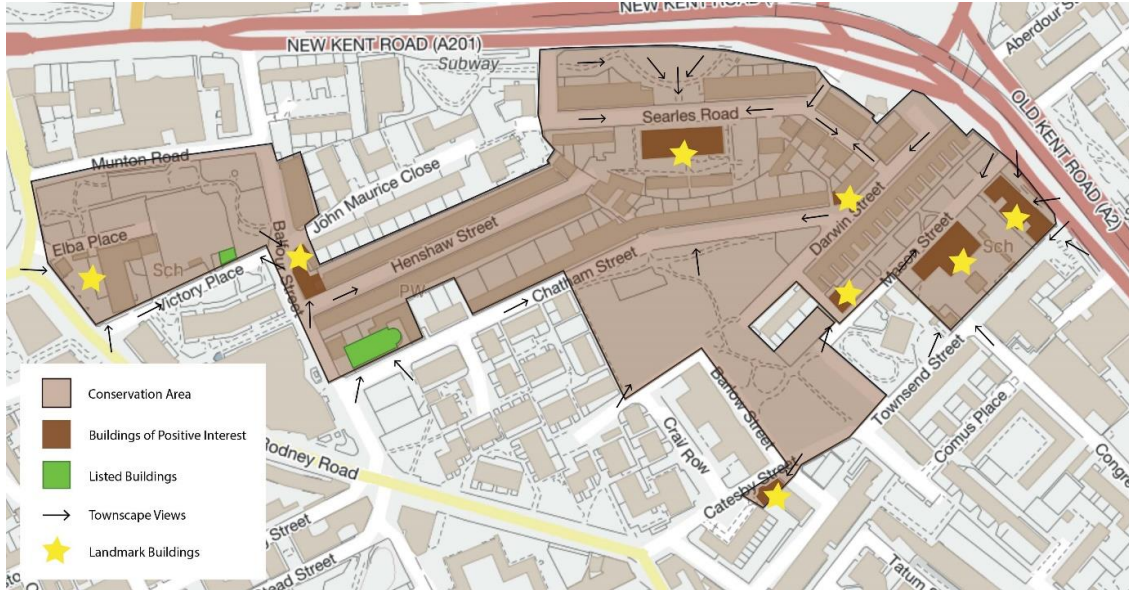 NEW KENT ROAD
NEW KENT ROAD (A201)
Subway
Aberdour
OLD KENT ROAD (A2)
Searles Road
Munton Road
John Maurice Close
Elba Place
Sch
Victory Place
Balfour Street
Henshaw Street
PW
Chatham Street
Darwin Street
Mason Street
Sch
Townsend Street
Barlow Street
Comus Place
Congre
Crail Row
Catesby Street
Rodney Road
Street
Stead Street
Tatum
Conservation Area
Buildings of Positive Interest
Listed Buildings
Townscape Views
Landmark Buildings